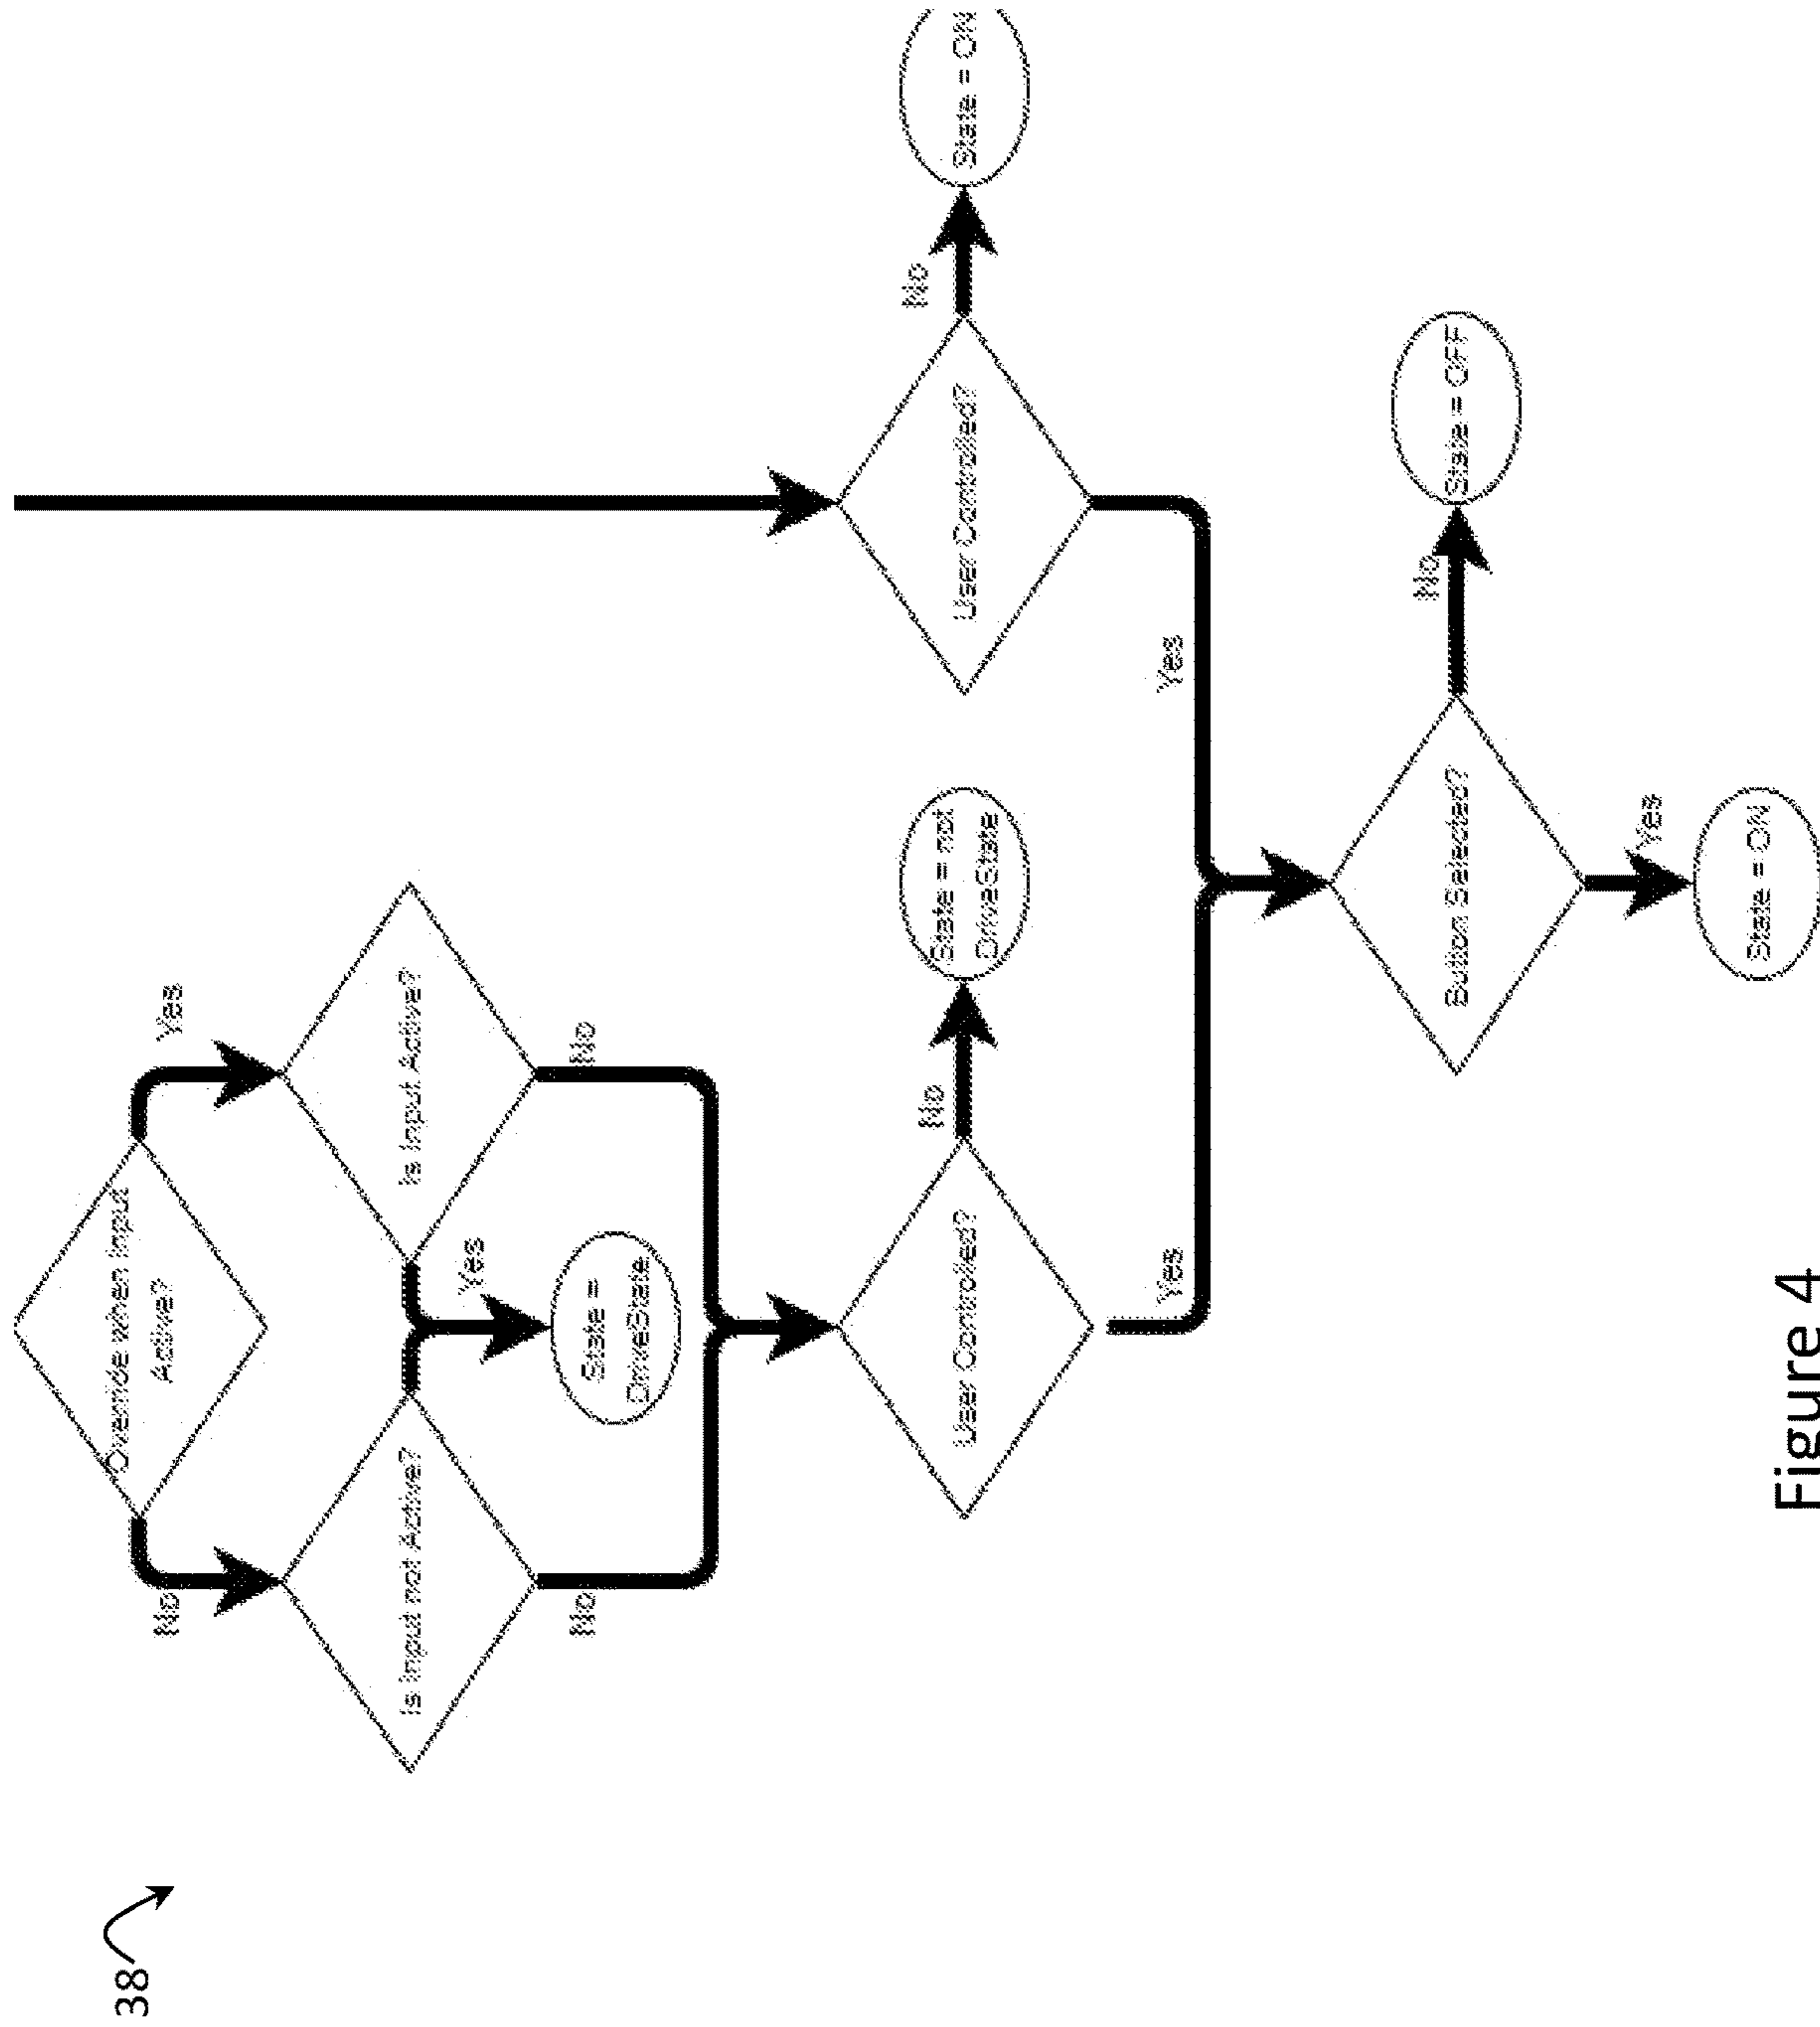 38
Override when Input
Active?
No
Yes
Is Input not Active?
Is Input Active?
Yes
No
No
State =
DriveState
User Controlled?
No
State = not
DriveState
User Controlled?
No
State = ON
Yes
Yes
Button Selected?
No
State = OFF
Yes
State = ON
Figure 4